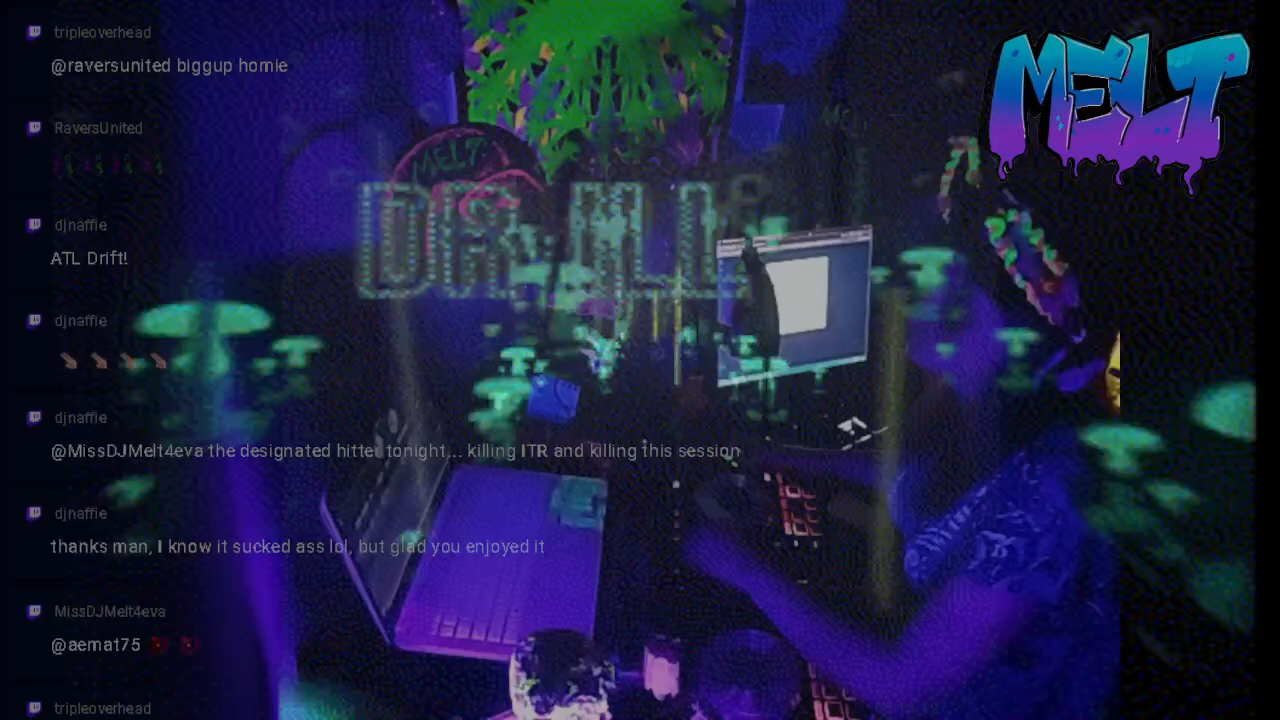 tripleoverhead
@raversunited biggup homie
MELT
RaversUnited
MELT
djnaffie
ATL Drift!
djnaffie
djnaffie
@MissDJMelt4eva the designated hitter tonight... killing ITR and killing this session
djnaffie
thanks man, I know it sucked ass lol, but glad you enjoyed it
MissDJMelt4eva
@aemat75
tripleoverhead